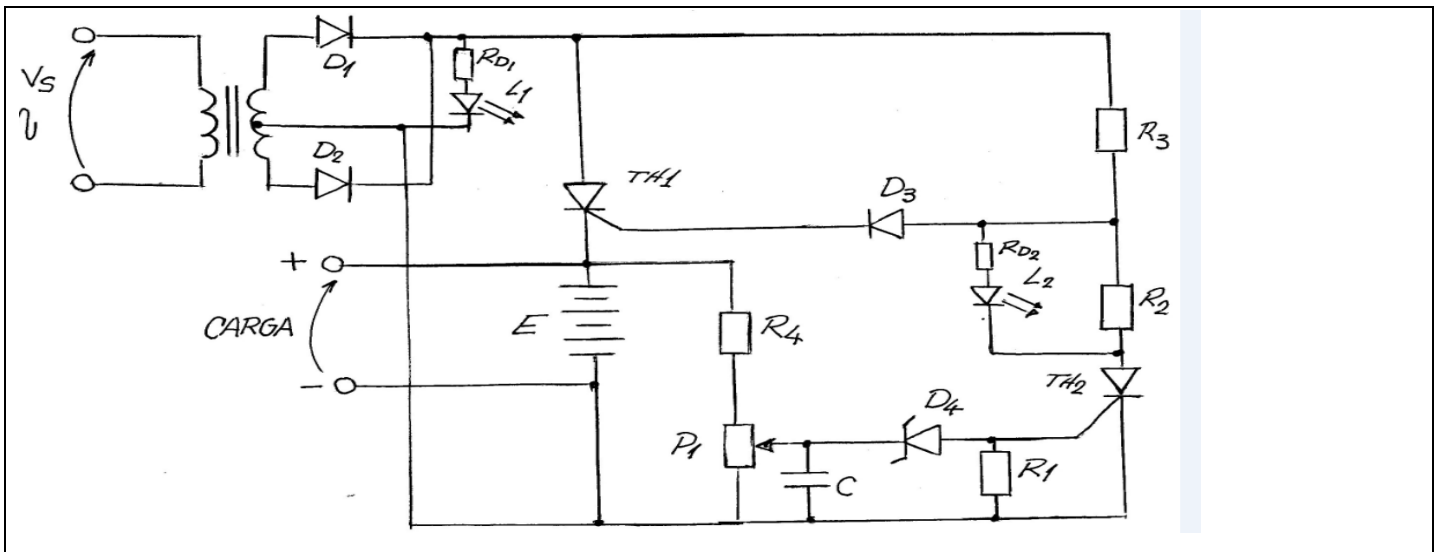 D1
RD1
L1
Vs
D2
R3
TH1
D3
RD2
L2
+
R2
CARGA
E
R4
TH2
-
D4
P1
C
R1